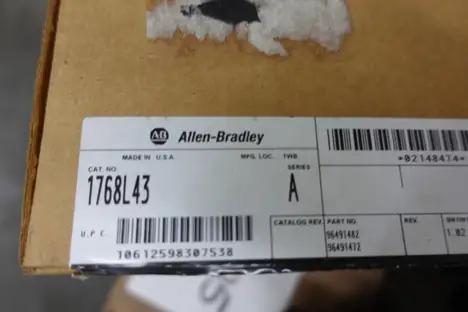 AB Allen-Bradley
MADE IN U.S.A. MFG. LOC. TWB
CAT. NO. SERIES
1768L43 A
U.P.C.
10612598307538
*02148474*
CATALOG REV. PART NO. REV.
96491482 1.02
96491472